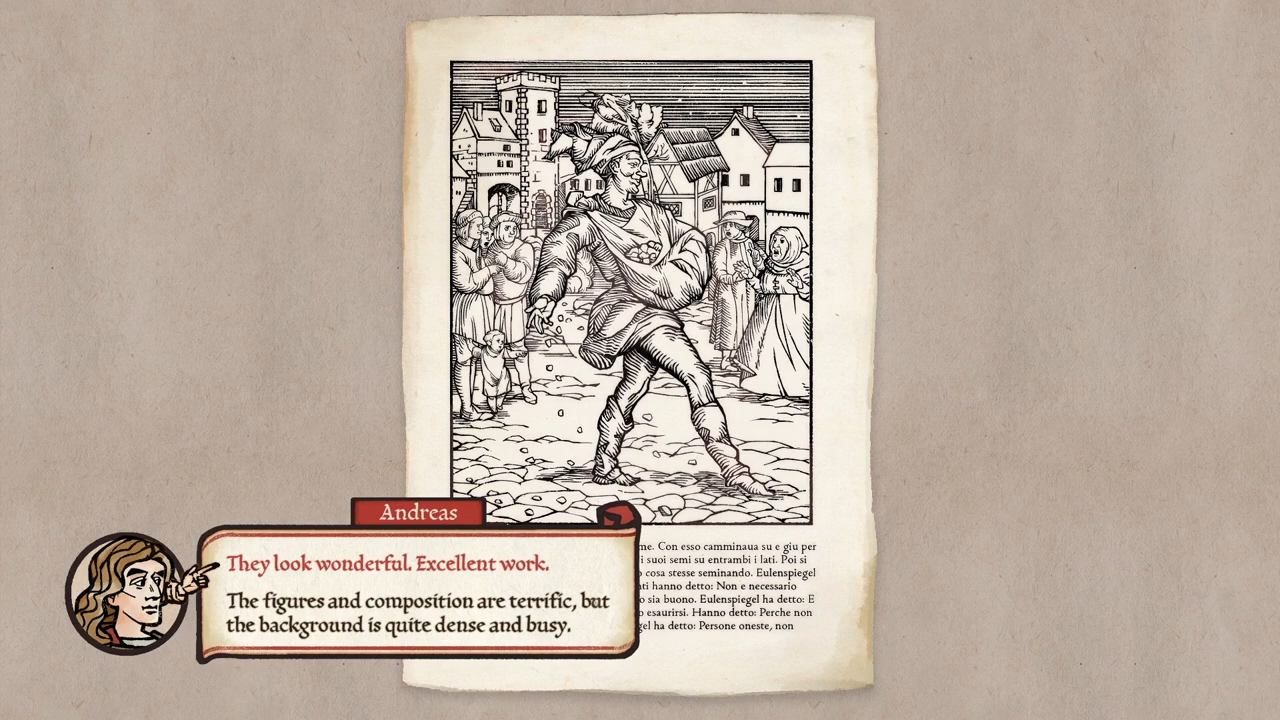 Andreas
They look wonderful. Excellent work.
The figures and composition are terrific, but
the background is quite dense and busy.
me. Con esso camminaua su e giu per
i suoi semi su entrambi i lati. Poi si
cosa stesse seminando. Eulenspiegel
ti hanno detto: Non e necessario
o sia buono. Eulenspiegel ha detto: E
o esaurirsi. Hanno detto: Perche non
gel ha detto: Persone oneste, non